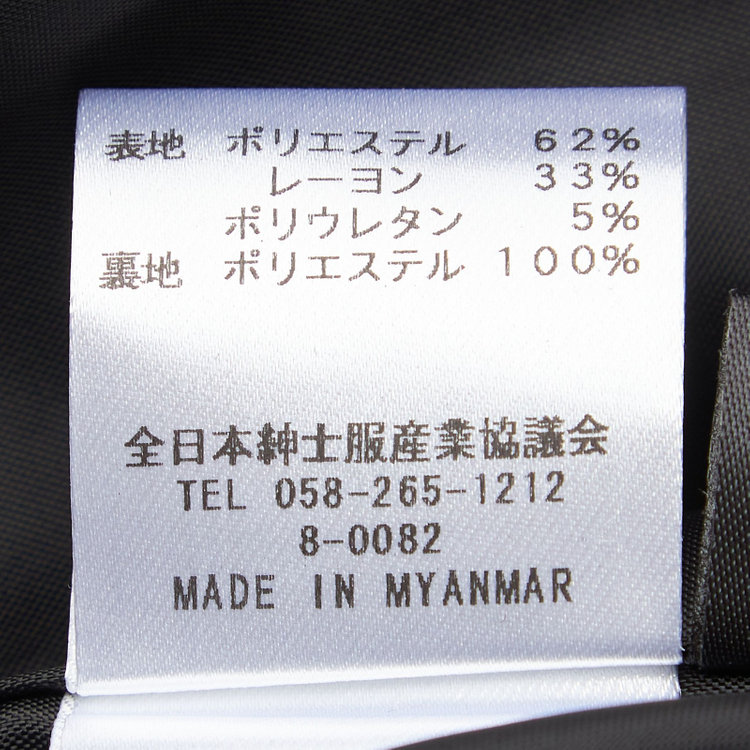 表地 ポリエステル 62%
レーヨン 33%
ポリウレタン 5%
裏地 ポリエステル 100%
全日本紳士服産業協議会
TEL 058-265-1212
8-0082
MADE IN MYANMAR